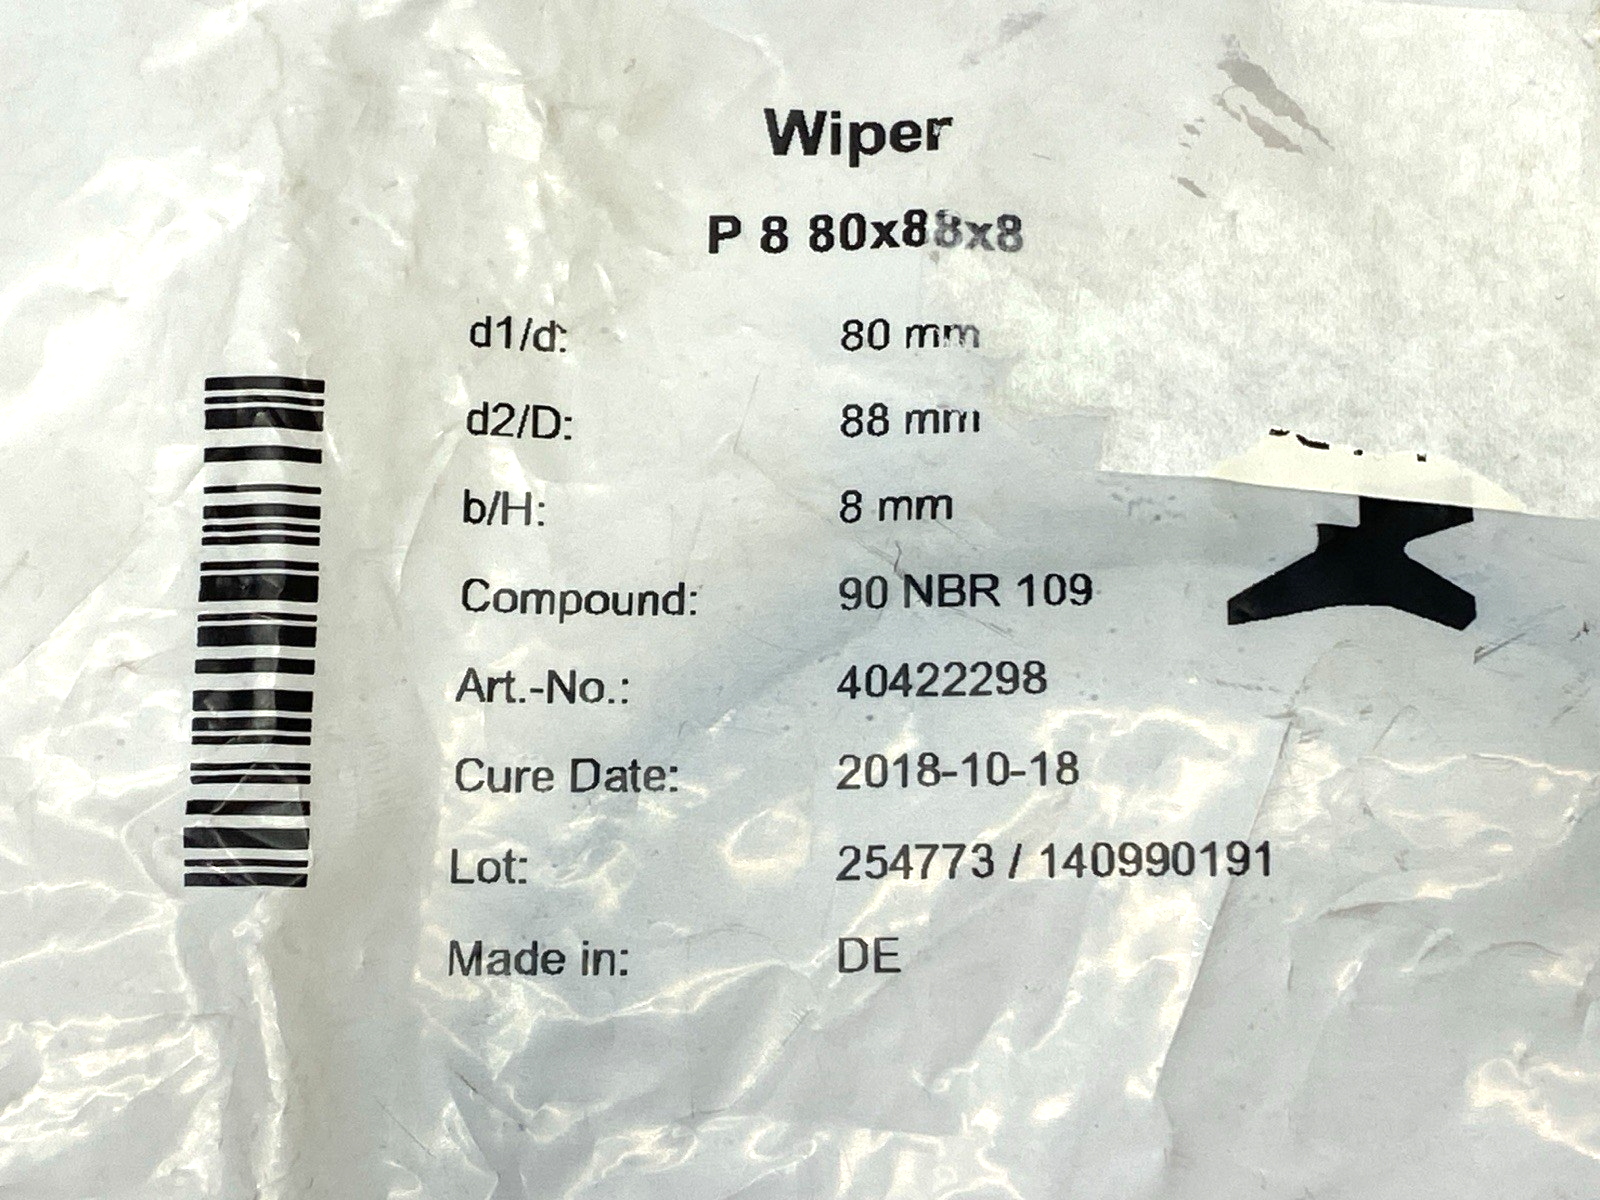 Wiper
P 8 80x88x8
d1/d: 80 mm
d2/D: 88 mm
b/H: 8 mm
Compound: 90 NBR 109
Art.-No.: 40422298
Cure Date: 2018-10-18
Lot: 254773 / 140990191
Made in: DE